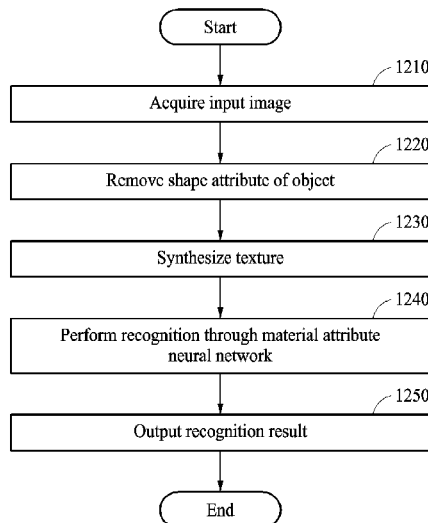 Start
1210
Acquire input image
1220
Remove shape attribute of object
1230
Synthesize texture
1240
Perform recognition through material attribute
neural network
1250
Output recognition result
End